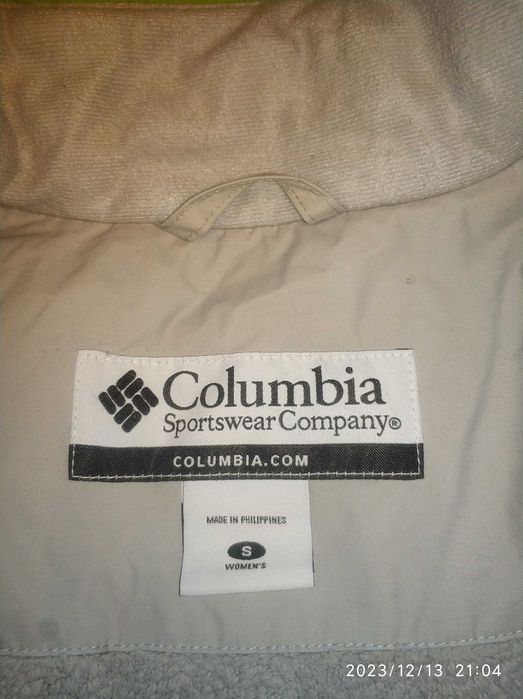 Columbia
Sportswear Company®
COLUMBIA.COM
MADE IN PHILIPPINES
S
WOMEN'S
2023/12/13 21:04